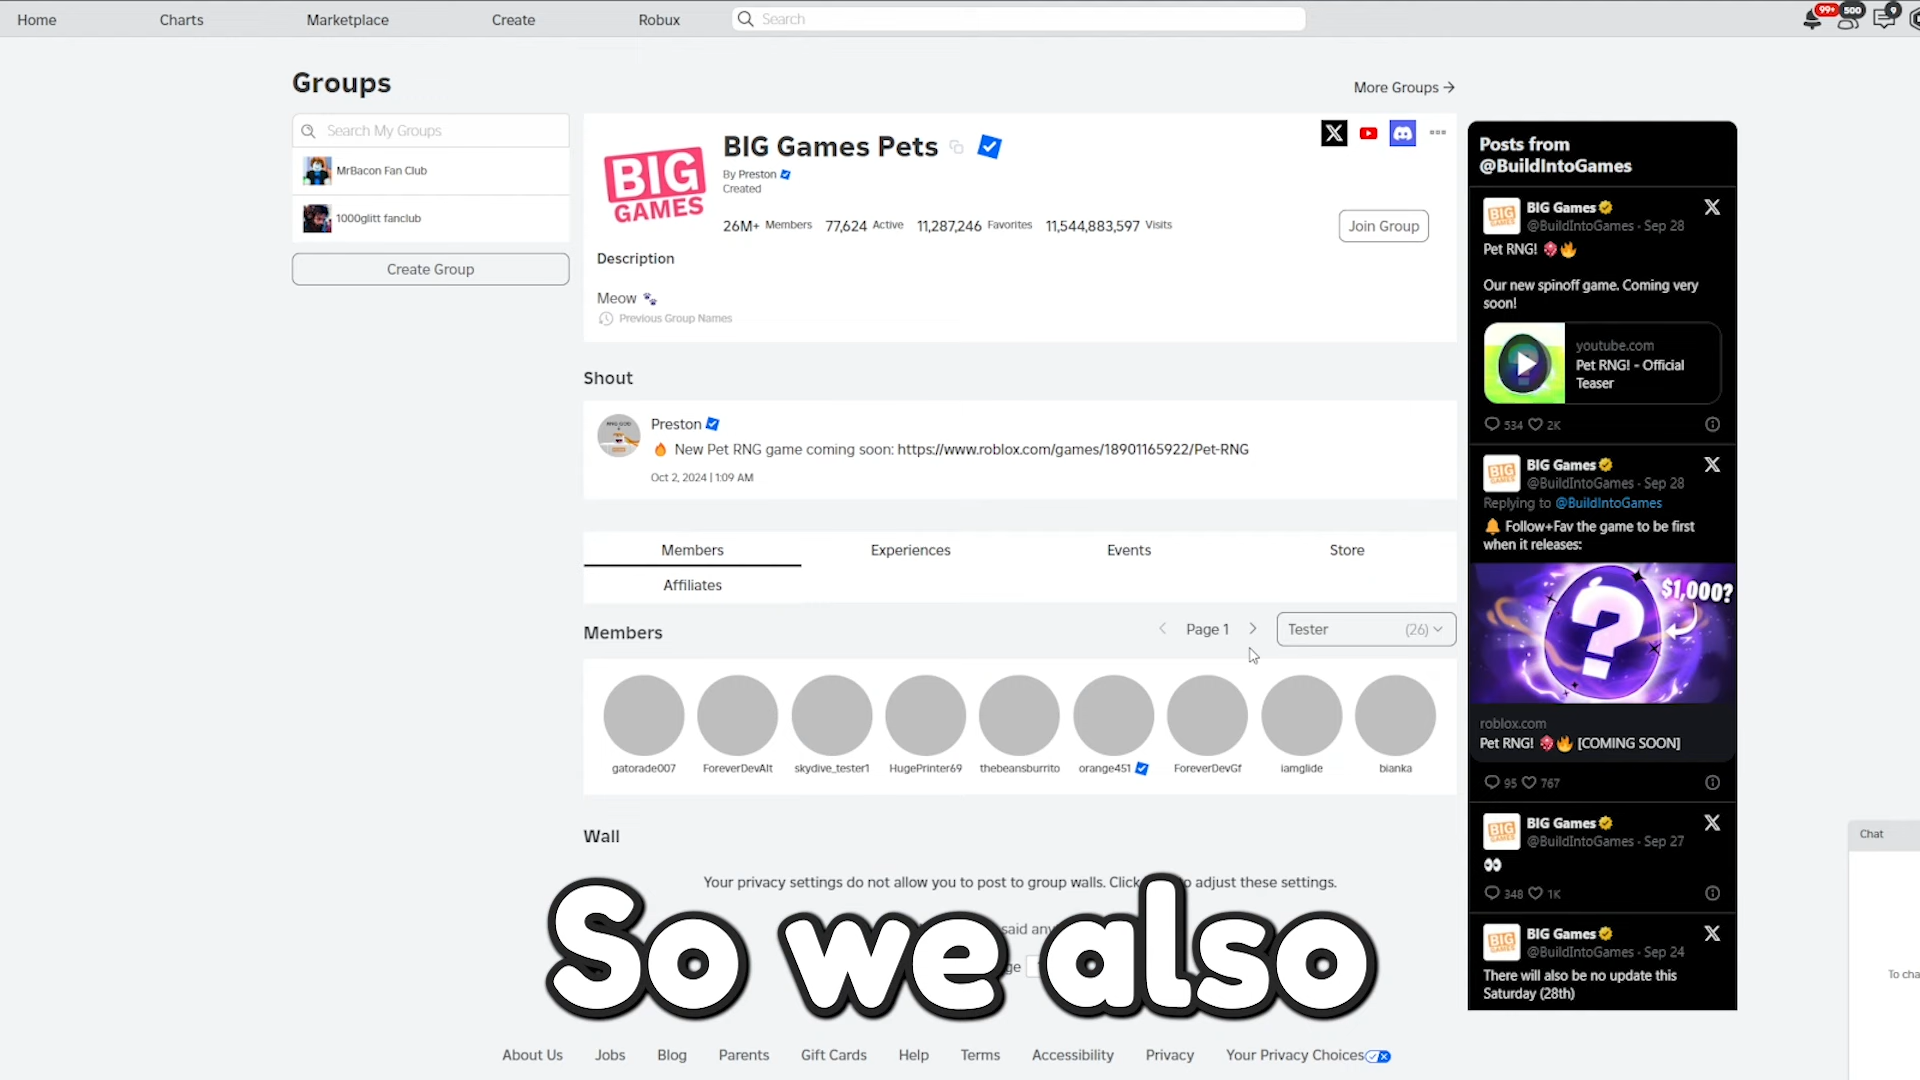 Home Charts Marketplace Create Robux Search 99+ 500 9
Groups
More Groups →
Search My Groups
MrBacon Fan Club
1000glitt fanclub
Create Group
BIG GAMES
BIG Games Pets
By Preston
Created
26M+ Members 77,624 Active 11,287,246 Favorites 11,544,883,597 Visits
Join Group
Description
Meow
Previous Group Names
Shout
Preston
New Pet RNG game coming soon: https://www.roblox.com/games/18901165922/Pet-RNG
Oct 2, 2024 | 1:09 AM
Members Experiences Events Store
Affiliates
Members
Page 1
Tester (26)
gatorade007 ForeverDevAlt skydive_tester1 HugePrinter69 thebeansburrito orange451 ForeverDevGf iamglide bianka
Wall
Your privacy settings do not allow you to post to group walls. Click adjust these settings.
said
So we also
About Us Jobs Blog Parents Gift Cards Help Terms Accessibility Privacy Your Privacy Choices
Posts from
@BuildIntoGames
BIG Games
@BuildIntoGames · Sep 28
Pet RNG!
Our new spinoff game. Coming very
soon!
youtube.com
Pet RNG! - Official
Teaser
534 2K
BIG Games
@BuildIntoGames · Sep 28
Replying to @BuildIntoGames
Follow+Fav the game to be first
when it releases:
$1,000?
roblox.com
Pet RNG! [COMING SOON]
95 767
BIG Games
@BuildIntoGames · Sep 27
348 1K
BIG Games
@BuildIntoGames · Sep 24
There will also be no update this
Saturday (28th)
Chat
To cha